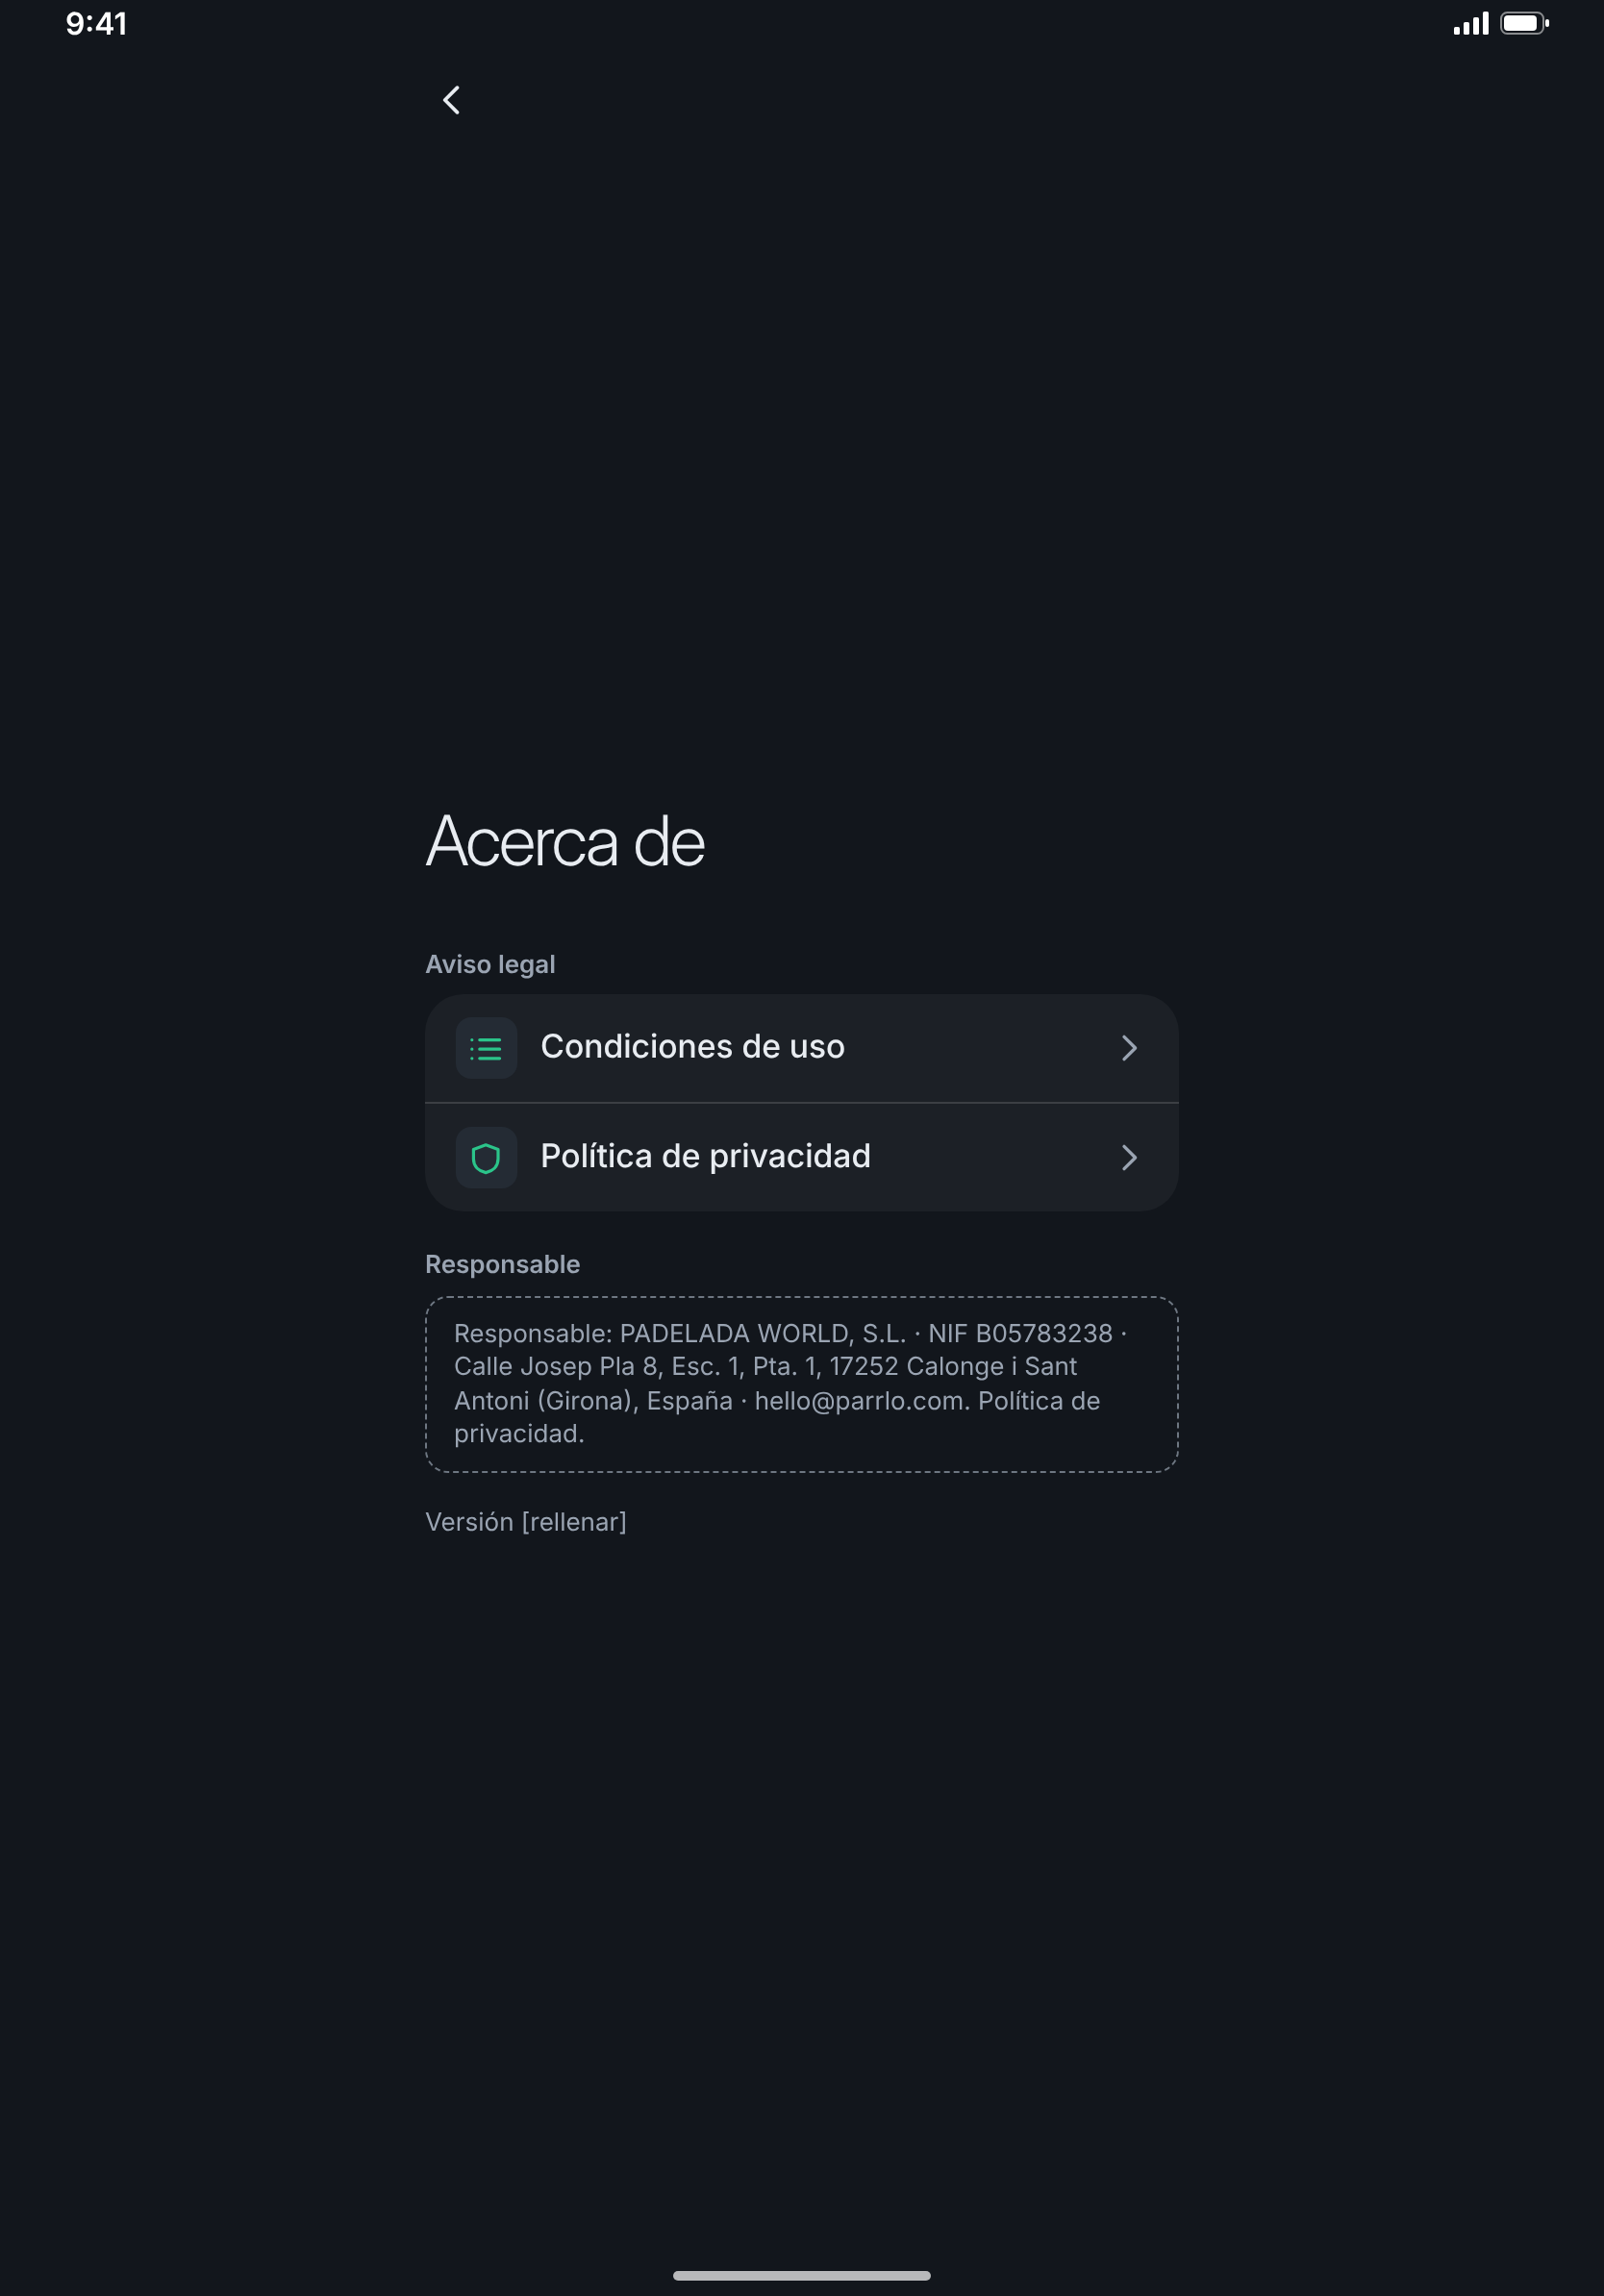 9:41
Acerca de
Aviso legal
Condiciones de uso
Política de privacidad
Responsable
Responsable: PADELADA WORLD, S.L. · NIF B05783238 ·
Calle Josep Pla 8, Esc. 1, Pta. 1, 17252 Calonge i Sant
Antoni (Girona), España · hello@parrlo.com. Política de
privacidad.
Versión [rellenar]